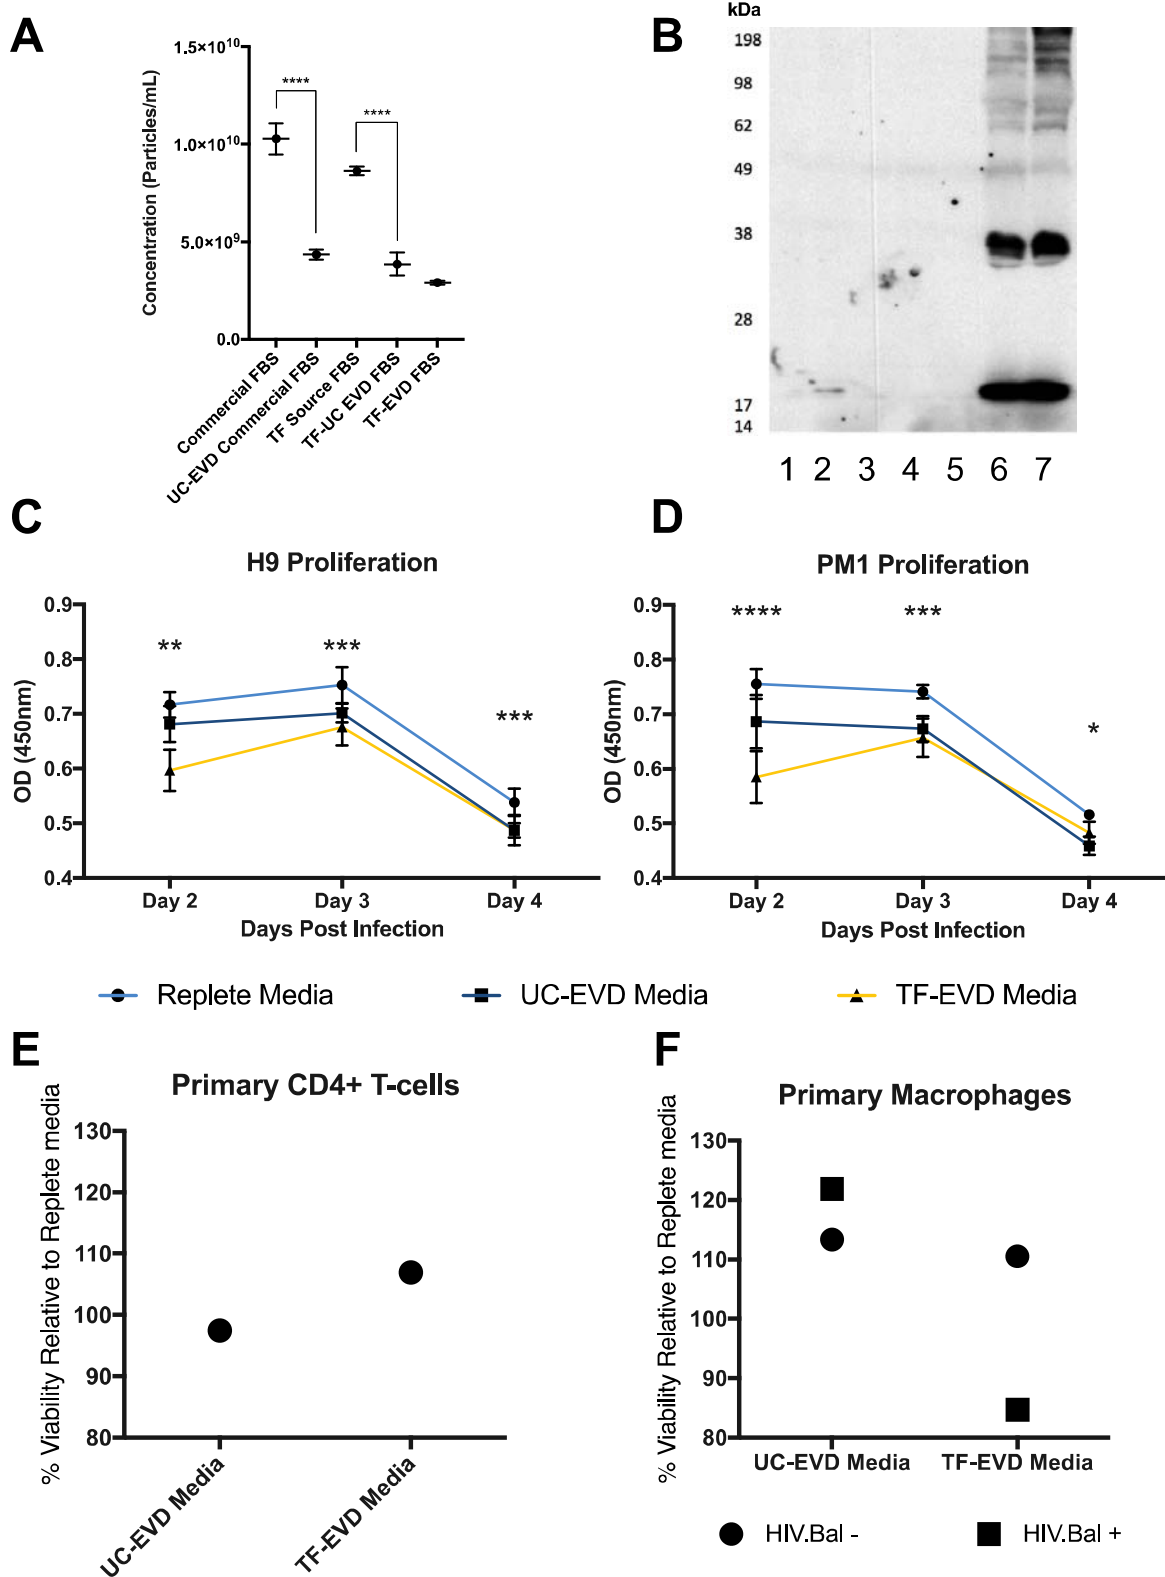 A
Concentration (Particles/mL)
1.5×10¹⁰
1.0×10¹⁰
5.0×10⁹
0.0
****
****
Commercial FBS
UC-EVD Commercial FBS
TF Source FBS
TF-UC EVD FBS
TF-EVD FBS
B
kDa
198
98
62
49
38
28
17
14
1 2 3 4 5 6 7
C
H9 Proliferation
OD (450nm)
0.9
0.8
0.7
0.6
0.5
0.4
**
***
***
Day 2 Day 3 Day 4
Days Post Infection
D
PM1 Proliferation
OD (450nm)
0.9
0.8
0.7
0.6
0.5
0.4
****
***
*
Day 2 Day 3 Day 4
Days Post Infection
Replete Media UC-EVD Media TF-EVD Media
E
Primary CD4+ T-cells
% Viability Relative to Replete media
130
120
110
100
90
80
UC-EVD Media
TF-EVD Media
F
Primary Macrophages
% Viability Relative to Replete media
130
120
110
100
90
80
UC-EVD Media TF-EVD Media
HIV.Bal - HIV.Bal +